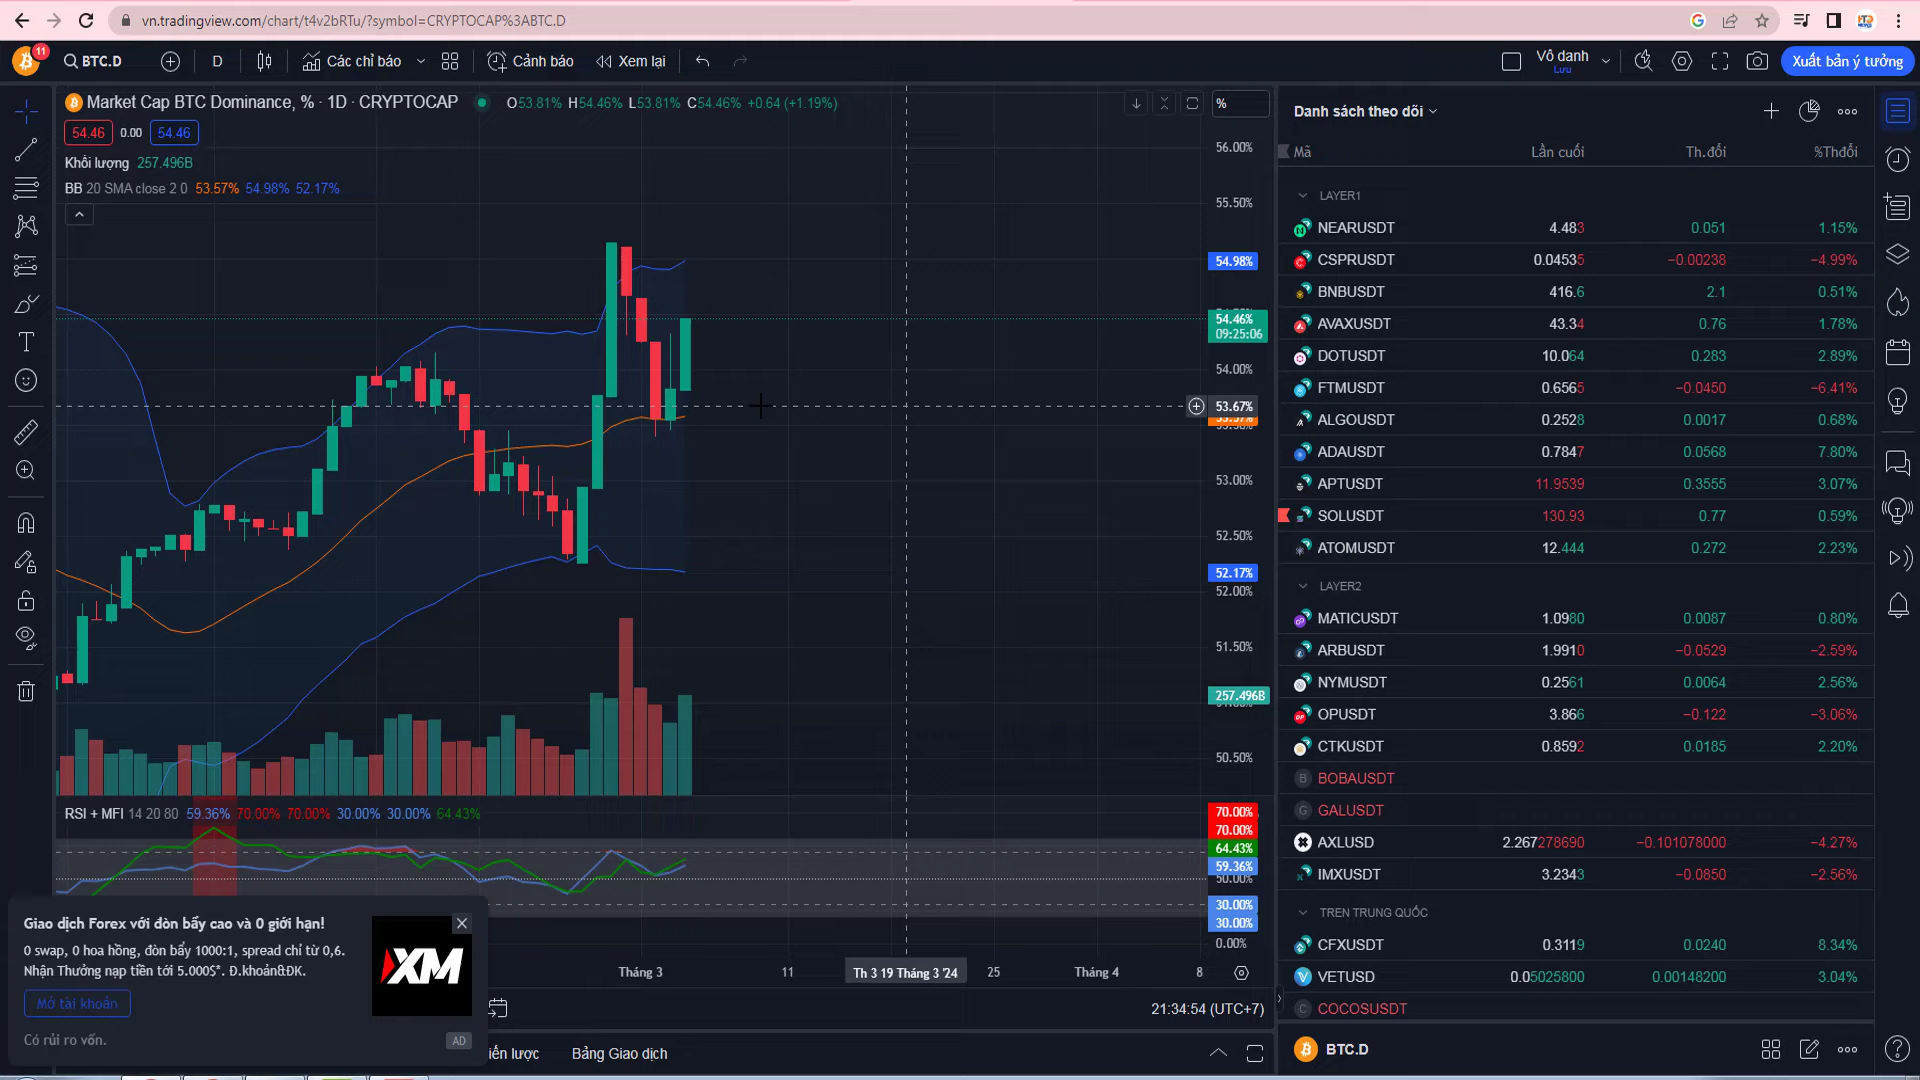 vn.tradingview.com/chart/t4v2bRTu/?symbol=CRYPTOCAP%3ABTC.D
11
BTC.D
D
Các chỉ báo
Cảnh báo
Xem lại
Vô danh
Lưu
Xuất bản ý tưởng
Market Cap BTC Dominance, % · 1D · CRYPTOCAP
O53.81% H54.46% L53.81% C54.46% +0.64 (+1.19%)
%
54.46 0.00 54.46
Khối lượng 257.496B
BB 20 SMA close 2 0 53.57% 54.98% 52.17%
56.00%
55.50%
54.98%
54.46%
09:25:06
54.00%
53.67%
53.00%
52.50%
52.17%
52.00%
51.50%
257.496B
50.50%
RSI + MFI 14 20 80 59.36% 70.00% 70.00% 30.00% 30.00% 64.43%
70.00%
70.00%
64.43%
59.36%
50.00%
30.00%
30.00%
0.00%
Tháng 3
11
Th 3 19 Tháng 3 '24
25
Tháng 4
8
21:34:54 (UTC+7)
iến lược
Bảng Giao dịch
Giao dịch Forex với đòn bẩy cao và 0 giới hạn!
0 swap, 0 hoa hồng, đòn bẩy 1000:1, spread chỉ từ 0,6.
Nhận Thưởng nạp tiền tới 5.000$*. Đ.khoản&ĐK.
Mở tài khoản
Có rủi ro vốn.
AD
XM
Danh sách theo dõi
Mã Lần cuối Th.đổi %Thđổi
LAYER1
NEARUSDT 4.483 0.051 1.15%
CSPRUSDT 0.04535 −0.00238 −4.99%
BNBUSDT 416.6 2.1 0.51%
AVAXUSDT 43.34 0.76 1.78%
DOTUSDT 10.064 0.283 2.89%
FTMUSDT 0.6565 −0.0450 −6.41%
ALGOUSDT 0.2528 0.0017 0.68%
ADAUSDT 0.7847 0.0568 7.80%
APTUSDT 11.9539 0.3555 3.07%
SOLUSDT 130.93 0.77 0.59%
ATOMUSDT 12.444 0.272 2.23%
LAYER2
MATICUSDT 1.0980 0.0087 0.80%
ARBUSDT 1.9910 −0.0529 −2.59%
NYMUSDT 0.2561 0.0064 2.56%
OPUSDT 3.866 −0.122 −3.06%
CTKUSDT 0.8592 0.0185 2.20%
B BOBAUSDT
G GALUSDT
AXLUSD 2.267278690 −0.101078000 −4.27%
IMXUSDT 3.2343 −0.0850 −2.56%
TREN TRUNG QUỐC
CFXUSDT 0.3119 0.0240 8.34%
VETUSD 0.05025800 0.00148200 3.04%
C COCOSUSDT
BTC.D